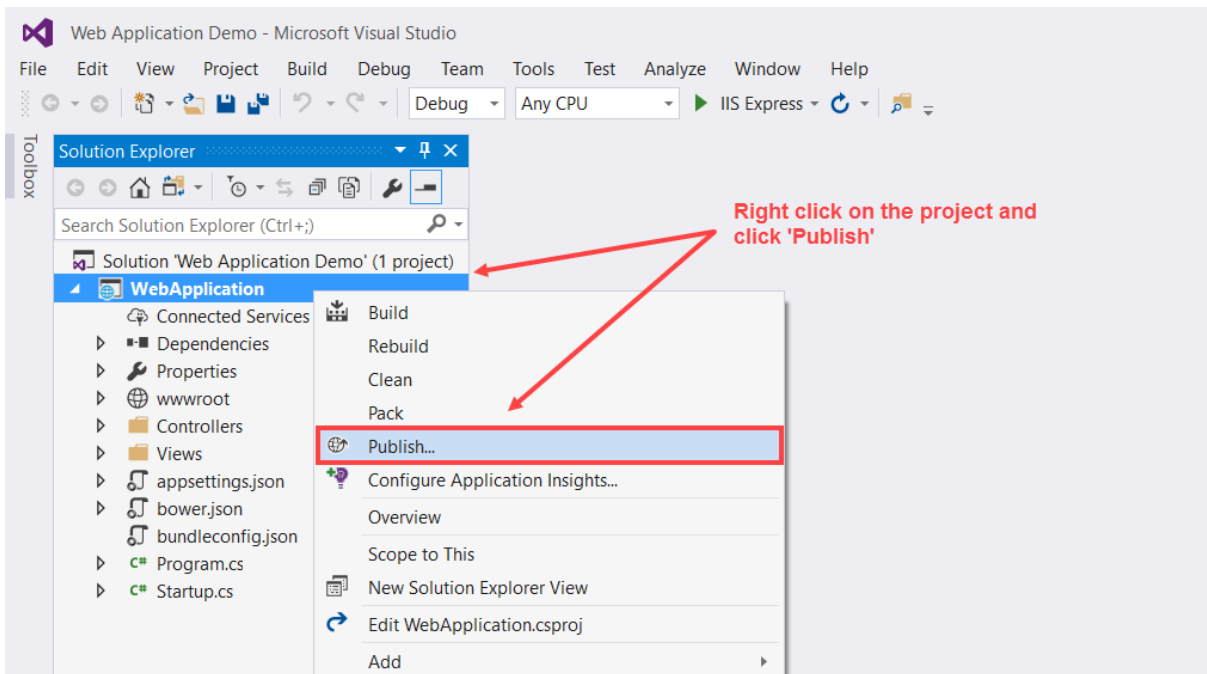 Web Application Demo - Microsoft Visual Studio
File Edit View Project Build Debug Team Tools Test Analyze Window Help
Debug Any CPU IIS Express
Toolbox
Solution Explorer
Search Solution Explorer (Ctrl+;)
Right click on the project and
click 'Publish'
Solution 'Web Application Demo' (1 project)
WebApplication
Connected Services
Dependencies
Properties
wwwroot
Controllers
Views
appsettings.json
bower.json
bundleconfig.json
C# Program.cs
C# Startup.cs
Build
Rebuild
Clean
Pack
Publish...
Configure Application Insights...
Overview
Scope to This
New Solution Explorer View
Edit WebApplication.csproj
Add